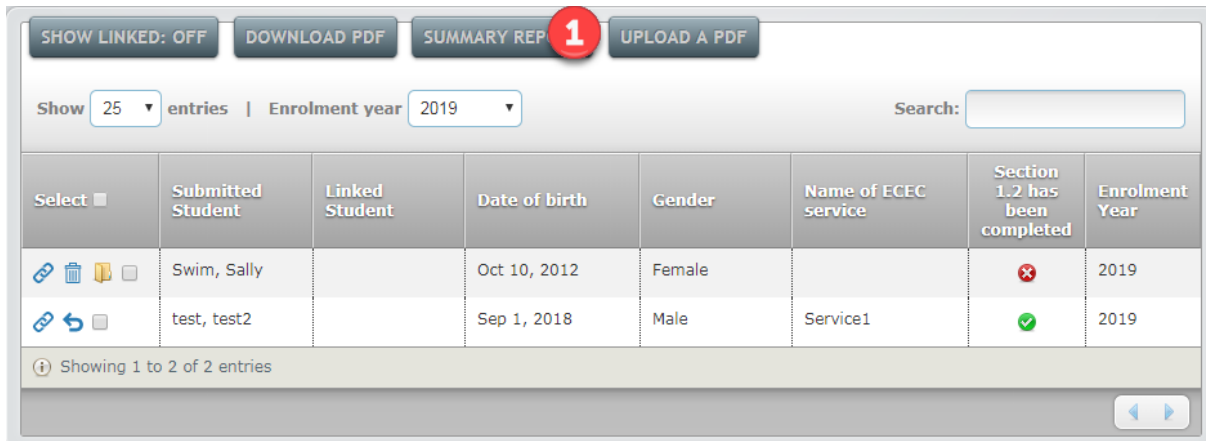 SHOW LINKED: OFF DOWNLOAD PDF SUMMARY REP 1 UPLOAD A PDF
Show 25 entries | Enrolment year 2019 Search:
Select Submitted Student Linked Student Date of birth Gender Name of ECEC service Section 1.2 has been completed Enrolment Year
Swim, Sally Oct 10, 2012 Female 2019
test, test2 Sep 1, 2018 Male Service1 2019
Showing 1 to 2 of 2 entries